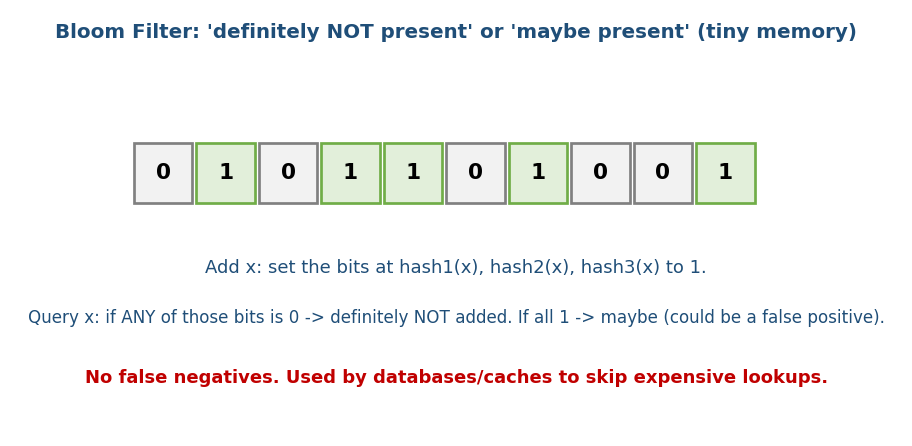 Bloom Filter: 'definitely NOT present' or 'maybe present' (tiny memory)
0 1 0 1 1 0 1 0 0 1
Add x: set the bits at hash1(x), hash2(x), hash3(x) to 1.
Query x: if ANY of those bits is 0 -> definitely NOT added. If all 1 -> maybe (could be a false positive).
No false negatives. Used by databases/caches to skip expensive lookups.